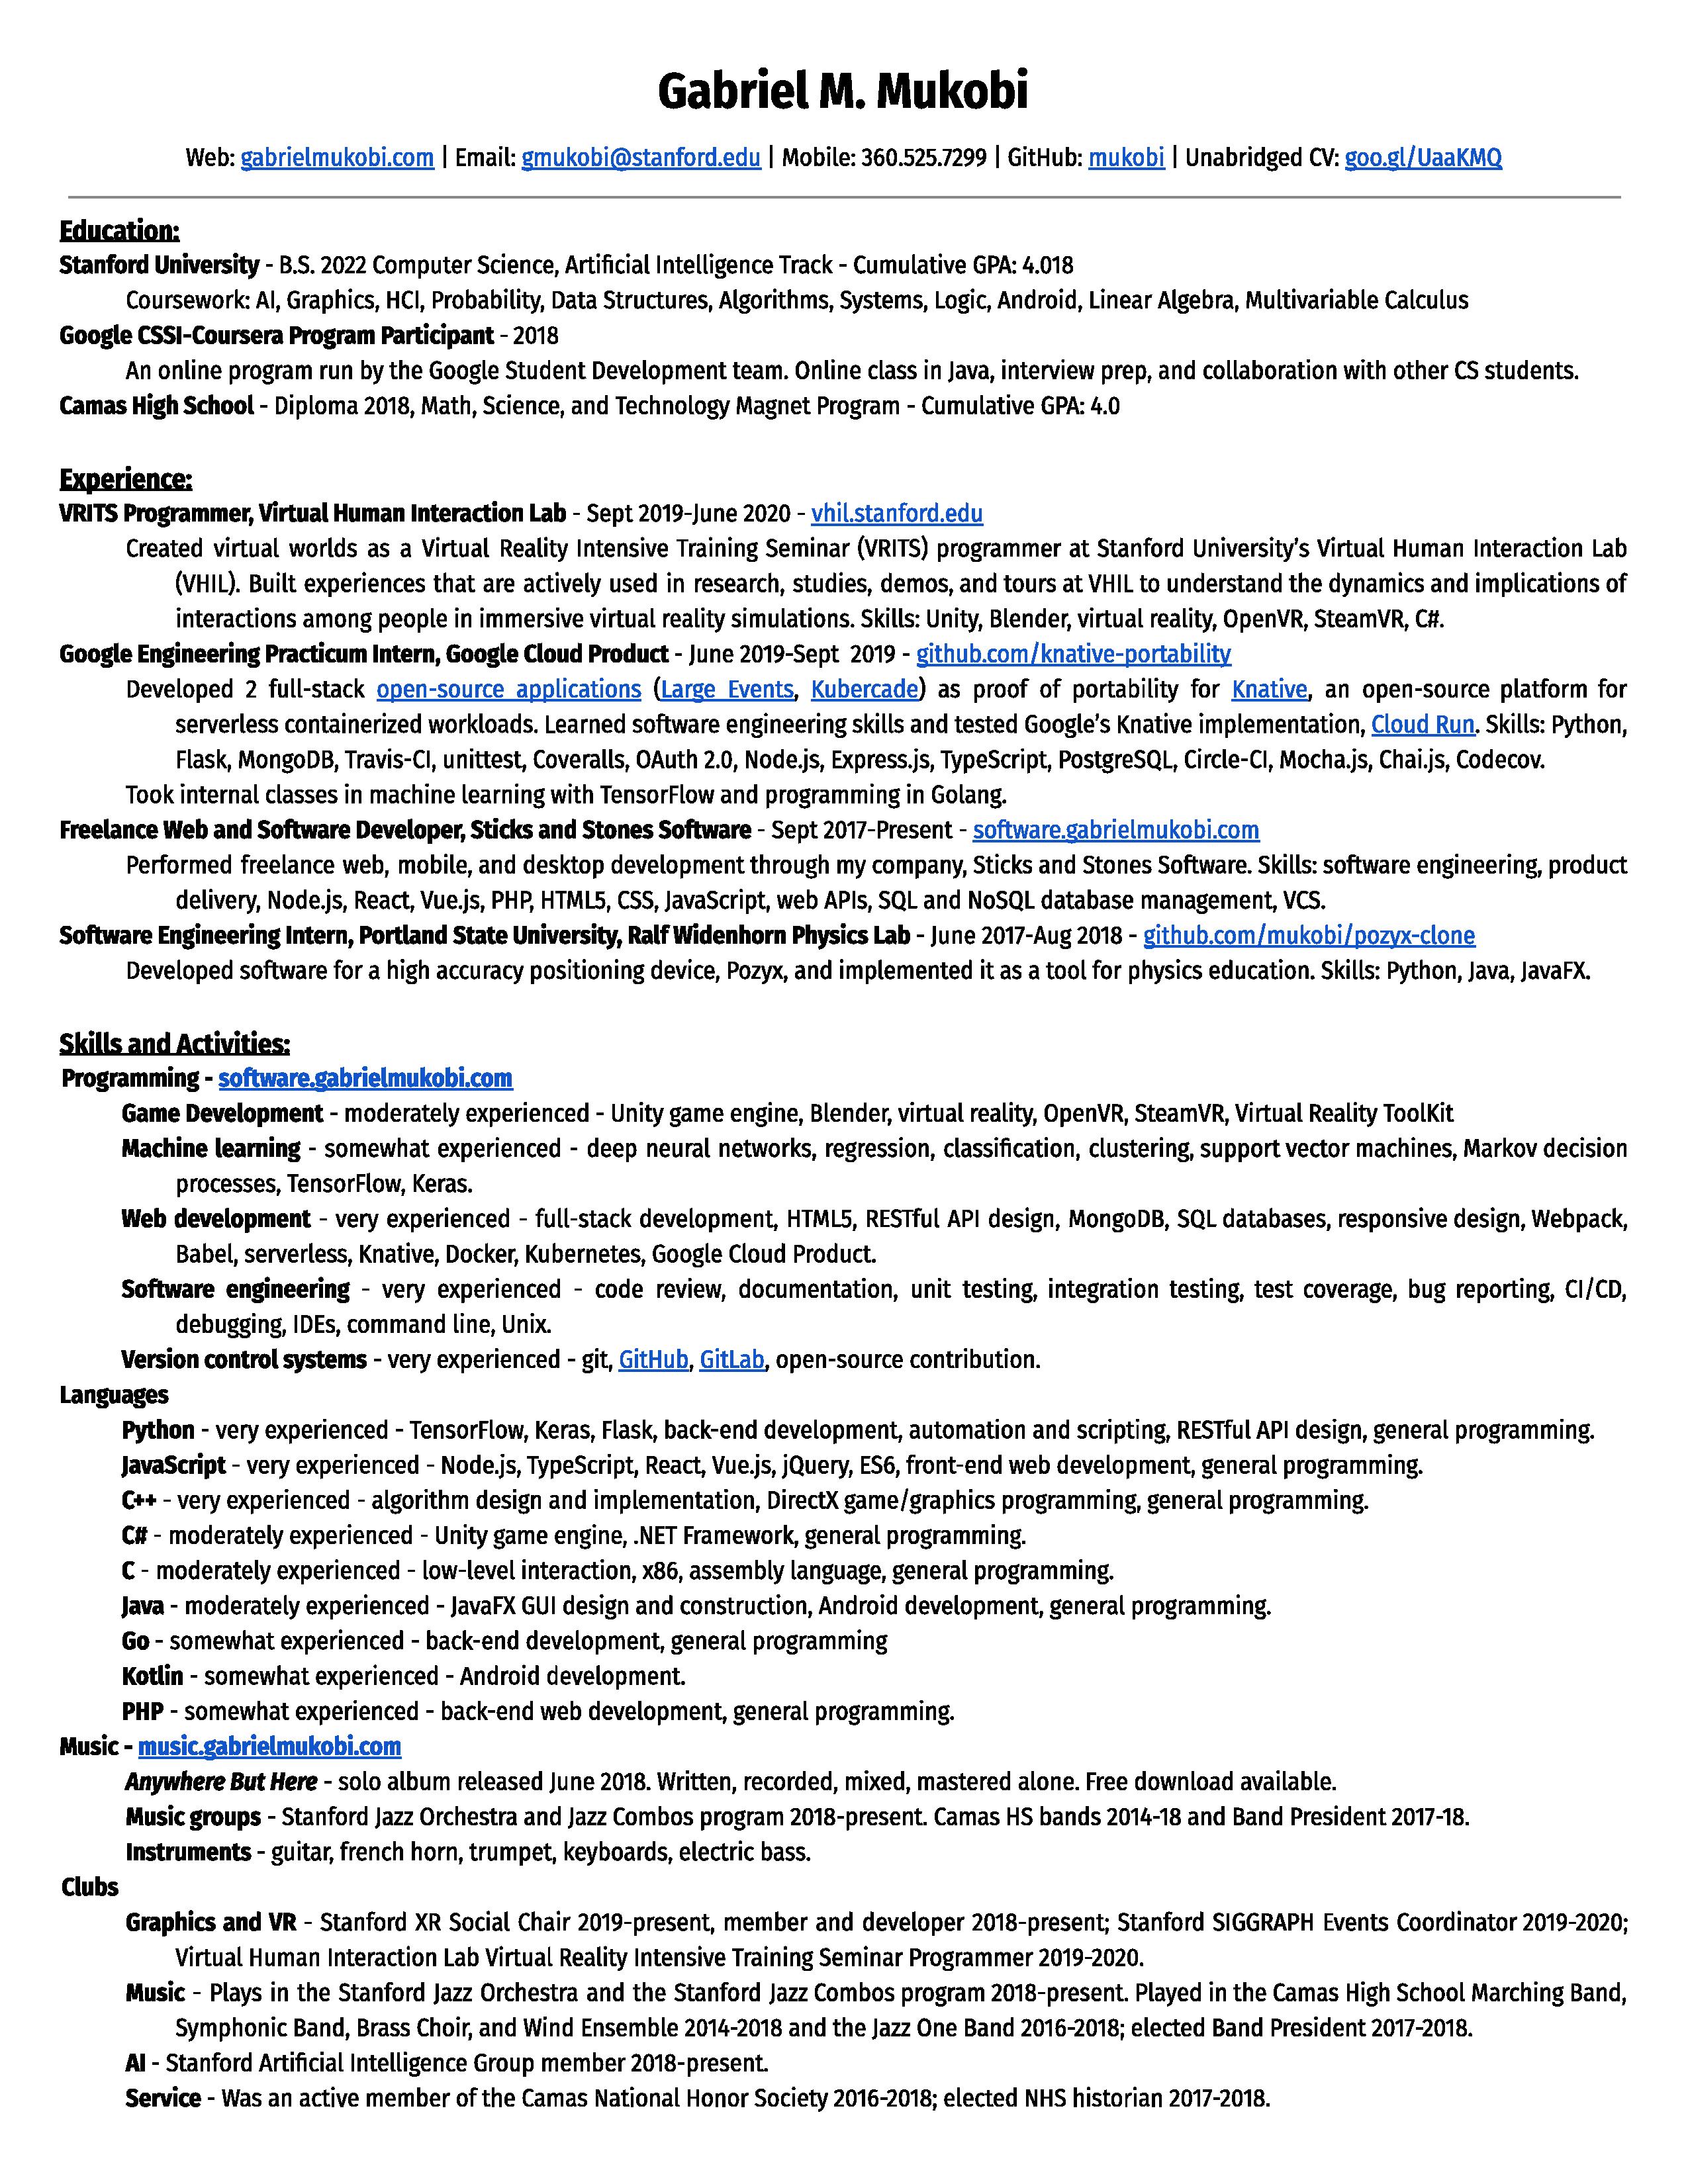 Gabriel M. Mukobi
Web: gabrielmukobi.com | Email: gmukobi@stanford.edu | Mobile: 360.525.7299 | GitHub: mukobi | Unabridged CV: goo.gl/UaaKMQ
Education:
Stanford University - B.S. 2022 Computer Science, Artificial Intelligence Track - Cumulative GPA: 4.018
Coursework: AI, Graphics, HCI, Probability, Data Structures, Algorithms, Systems, Logic, Android, Linear Algebra, Multivariable Calculus
Google CSSI-Coursera Program Participant - 2018
An online program run by the Google Student Development team. Online class in Java, interview prep, and collaboration with other CS students.
Camas High School - Diploma 2018, Math, Science, and Technology Magnet Program - Cumulative GPA: 4.0
Experience:
VRITS Programmer, Virtual Human Interaction Lab - Sept 2019-June 2020 - vhil.stanford.edu
Created virtual worlds as a Virtual Reality Intensive Training Seminar (VRITS) programmer at Stanford University's Virtual Human Interaction Lab
(VHIL). Built experiences that are actively used in research, studies, demos, and tours at VHIL to understand the dynamics and implications of
interactions among people in immersive virtual reality simulations. Skills: Unity, Blender, virtual reality, OpenVR, SteamVR, C#.
Google Engineering Practicum Intern, Google Cloud Product - June 2019-Sept 2019 - github.com/knative-portability
Developed 2 full-stack open-source applications (Large Events, Kubercade) as proof of portability for Knative, an open-source platform for
serverless containerized workloads. Learned software engineering skills and tested Google's Knative implementation, Cloud Run. Skills: Python,
Flask, MongoDB, Travis-CI, unittest, Coveralls, OAuth 2.0, Node.js, Express.js, TypeScript, PostgreSQL, Circle-CI, Mocha.js, Chai.js, Codecov.
Took internal classes in machine learning with TensorFlow and programming in Golang.
Freelance Web and Software Developer, Sticks and Stones Software - Sept 2017-Present - software.gabrielmukobi.com
Performed freelance web, mobile, and desktop development through my company, Sticks and Stones Software. Skills: software engineering, product
delivery, Node.js, React, Vue.js, PHP, HTML5, CSS, JavaScript, web APIs, SQL and NoSQL database management, VCS.
Software Engineering Intern, Portland State University, Ralf Widenhorn Physics Lab - June 2017-Aug 2018 - github.com/mukobi/pozyx-clone
Developed software for a high accuracy positioning device, Pozyx, and implemented it as a tool for physics education. Skills: Python, Java, JavaFX.
Skills and Activities:
Programming - software.gabrielmukobi.com
Game Development - moderately experienced - Unity game engine, Blender, virtual reality, OpenVR, SteamVR, Virtual Reality ToolKit
Machine learning - somewhat experienced - deep neural networks, regression, classification, clustering, support vector machines, Markov decision
processes, TensorFlow, Keras.
Web development - very experienced - full-stack development, HTML5, RESTful API design, MongoDB, SQL databases, responsive design, Webpack,
Babel, serverless, Knative, Docker, Kubernetes, Google Cloud Product.
Software engineering - very experienced - code review, documentation, unit testing, integration testing, test coverage, bug reporting, CI/CD,
debugging, IDEs, command line, Unix.
Version control systems - very experienced - git, GitHub, GitLab, open-source contribution.
Languages
Python - very experienced - TensorFlow, Keras, Flask, back-end development, automation and scripting, RESTful API design, general programming.
JavaScript - very experienced - Node.js, TypeScript, React, Vue.js, jQuery, ES6, front-end web development, general programming.
C++ - very experienced - algorithm design and implementation, DirectX game/graphics programming, general programming.
C# - moderately experienced - Unity game engine, .NET Framework, general programming.
C - moderately experienced - low-level interaction, x86, assembly language, general programming.
Java - moderately experienced - JavaFX GUI design and construction, Android development, general programming.
Go - somewhat experienced - back-end development, general programming
Kotlin - somewhat experienced - Android development.
PHP - somewhat experienced - back-end web development, general programming.
Music - music.gabrielmukobi.com
Anywhere But Here - solo album released June 2018. Written, recorded, mixed, mastered alone. Free download available.
Music groups - Stanford Jazz Orchestra and Jazz Combos program 2018-present. Camas HS bands 2014-18 and Band President 2017-18.
Instruments - guitar, french horn, trumpet, keyboards, electric bass.
Clubs
Graphics and VR - Stanford XR Social Chair 2019-present, member and developer 2018-present; Stanford SIGGRAPH Events Coordinator 2019-2020;
Virtual Human Interaction Lab Virtual Reality Intensive Training Seminar Programmer 2019-2020.
Music - Plays in the Stanford Jazz Orchestra and the Stanford Jazz Combos program 2018-present. Played in the Camas High School Marching Band,
Symphonic Band, Brass Choir, and Wind Ensemble 2014-2018 and the Jazz One Band 2016-2018; elected Band President 2017-2018.
AI - Stanford Artificial Intelligence Group member 2018-present.
Service - Was an active member of the Camas National Honor Society 2016-2018; elected NHS historian 2017-2018.